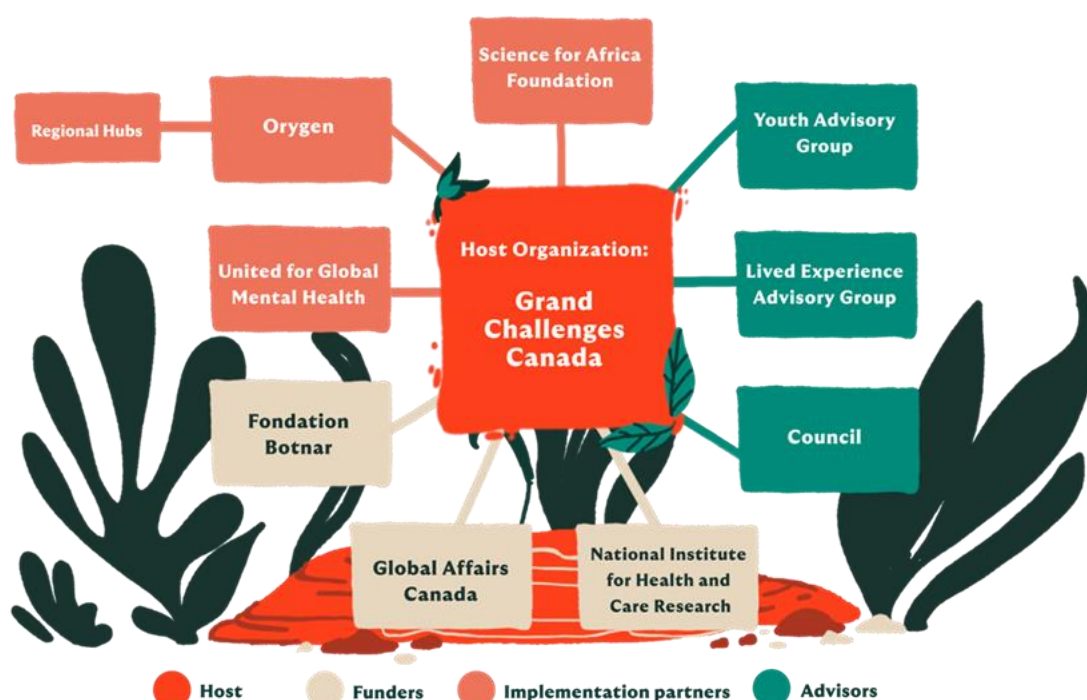 Science for Africa
Foundation
Regional Hubs
Orygen
Youth Advisory
Group
Host Organization:
Grand
Challenges
Canada
United for Global
Mental Health
Lived Experience
Advisory Group
Fondation
Botnar
Council
Global Affairs
Canada
National Institute
for Health and
Care Research
Host
Funders
Implementation partners
Advisors